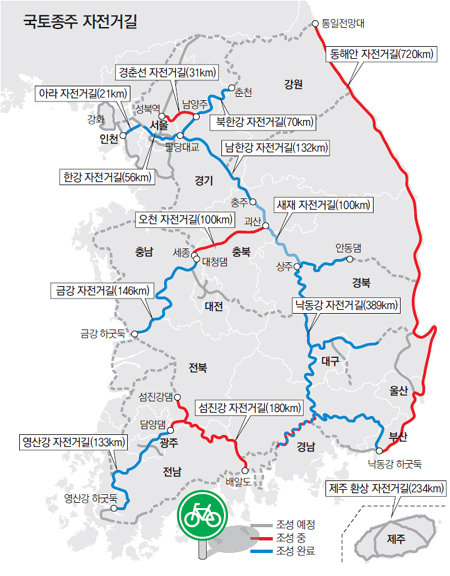 국토종주 자전거길
통일전망대
동해안 자전거길(720km)
경춘선 자전거길(31km)
강원
춘천
아라 자전거길(21km)
성북역
남양주
강화
서울
북한강 자전거길(70km)
인천
팔당대교
남한강 자전거길(132km)
한강 자전거길(56km)
경기
충주
새재 자전거길(100km)
오천 자전거길(100km)
괴산
충남
세종
충북
대청댐
안동댐
상주
경북
금강 자전거길(146km)
대전
낙동강 자전거길(389km)
금강 하굿둑
대구
전북
울산
섬진강댐
섬진강 자전거길(180km)
담양댐
광주
부산
영산강 자전거길(133km)
경남
낙동강 하굿둑
전남
배알도
제주 환상 자전거길(234km)
영산강 하굿둑
조성 예정
조성 중
조성 완료
제주